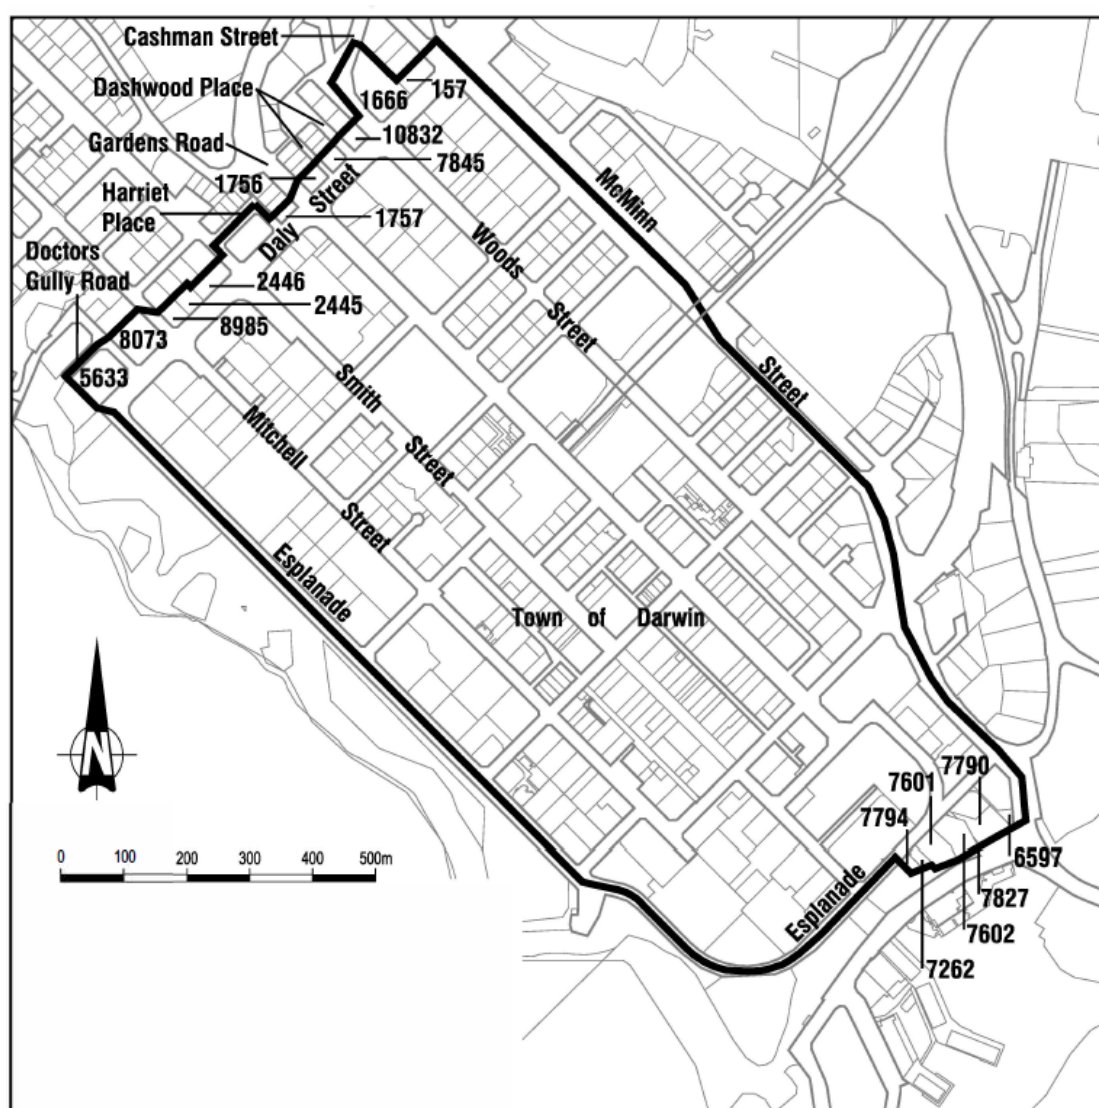 Cashman Street
Dashwood Place
157
1666
10832
Gardens Road
7845
1756
Harriet
Place
Street
Daly
1757
McMinn
Street
Woods
Street
Doctors
Gully Road
2446
2445
8985
8073
5633
Smith
Street
Mitchell
Street
Esplanade
Town of Darwin
N
0 100 200 300 400 500m
7790
7601
7794
6597
Esplanade
7827
7602
7262